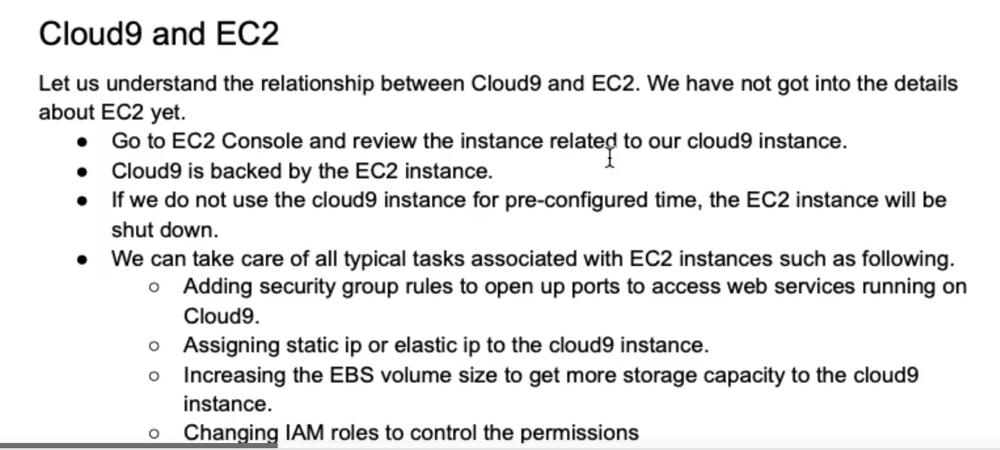 Cloud9 and EC2
Let us understand the relationship between Cloud9 and EC2. We have not got into the details
about EC2 yet.
● Go to EC2 Console and review the instance related to our cloud9 instance.
● Cloud9 is backed by the EC2 instance.
● If we do not use the cloud9 instance for pre-configured time, the EC2 instance will be
shut down.
● We can take care of all typical tasks associated with EC2 instances such as following.
○ Adding security group rules to open up ports to access web services running on
Cloud9.
○ Assigning static ip or elastic ip to the cloud9 instance.
○ Increasing the EBS volume size to get more storage capacity to the cloud9
instance.
○ Changing IAM roles to control the permissions